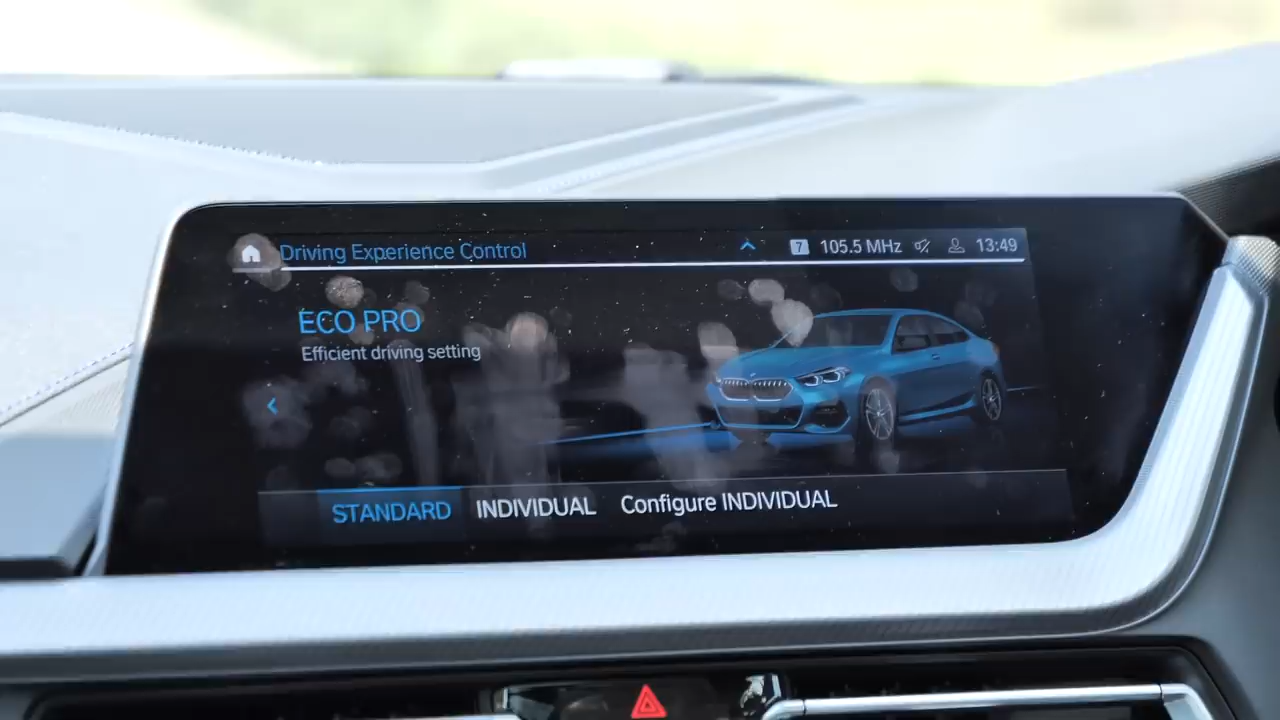 Driving Experience Control
7 105.5 MHz 13:49
ECO PRO
Efficient driving setting
STANDARD INDIVIDUAL Configure INDIVIDUAL